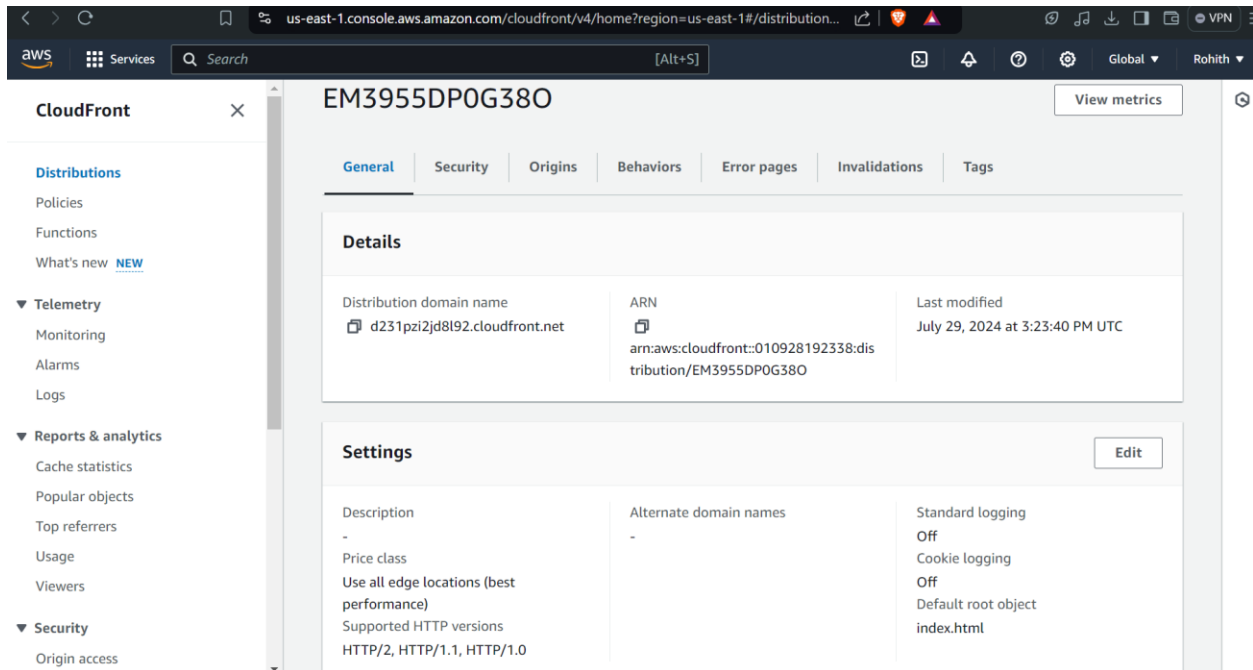 us-east-1.console.aws.amazon.com/cloudfront/v4/home?region=us-east-1#/distribution...
VPN
aws
Services
Search
[Alt+S]
Global
Rohith
CloudFront
Distributions
Policies
Functions
What's new NEW
Telemetry
Monitoring
Alarms
Logs
Reports & analytics
Cache statistics
Popular objects
Top referrers
Usage
Viewers
Security
Origin access
EM3955DP0G38O
View metrics
General
Security
Origins
Behaviors
Error pages
Invalidations
Tags
Details
Distribution domain name
d231pzi2jd8l92.cloudfront.net
ARN
arn:aws:cloudfront::010928192338:dis
tribution/EM3955DP0G38O
Last modified
July 29, 2024 at 3:23:40 PM UTC
Settings
Edit
Description
-
Price class
Use all edge locations (best
performance)
Supported HTTP versions
HTTP/2, HTTP/1.1, HTTP/1.0
Alternate domain names
-
Standard logging
Off
Cookie logging
Off
Default root object
index.html